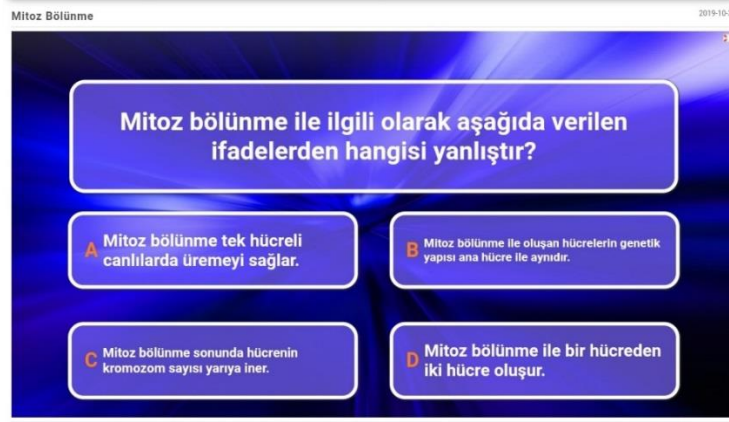 Mitoz Bölünme
2019-10-
Mitoz bölünme ile ilgili olarak aşağıda verilen
ifadelerden hangisi yanlıştır?
A Mitoz bölünme tek hücreli
canlılarda üremeyi sağlar.
B Mitoz bölünme ile oluşan hücrelerin genetik
yapısı ana hücre ile aynıdır.
C Mitoz bölünme sonunda hücrenin
kromozom sayısı yarıya iner.
D Mitoz bölünme ile bir hücreden
iki hücre oluşur.